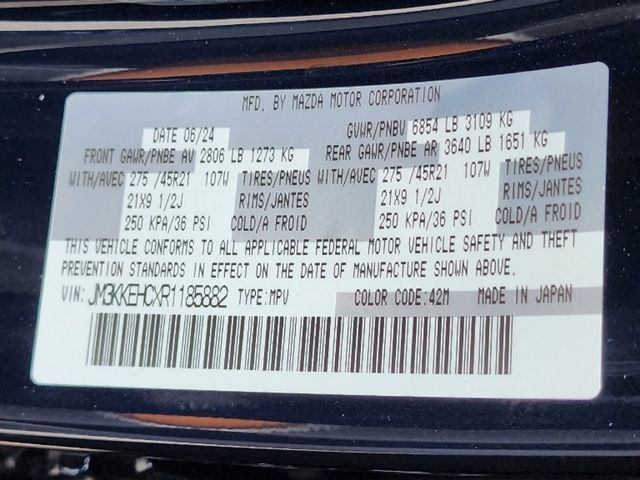 MFD. BY MAZDA MOTOR CORPORATION
DATE 06/24 GVWR/PNBV 6854 LB 3109 KG
FRONT GAWR/PNBE AV 2806 LB 1273 KG REAR GAWR/PNBE AR 3640 LB 1651 KG
WITH/AVEC 275 /45R21 107W TIRES/PNEUS WITH/AVEC 275 /45R21 107W TIRES/PNEUS
21X9 1/2J RIMS/JANTES 21X9 1/2J RIMS/JANTES
250 KPA/36 PSI COLD/A FROID 250 KPA/36 PSI COLD/A FROID
THIS VEHICLE CONFORMS TO ALL APPLICABLE FEDERAL MOTOR VEHICLE SAFETY AND THEFT
PREVENTION STANDARDS IN EFFECT ON THE DATE OF MANUFACTURE SHOWN ABOVE.
VIN: JM3KKEHCXR1185882 TYPE:MPV COLOR CODE:42M MADE IN JAPAN